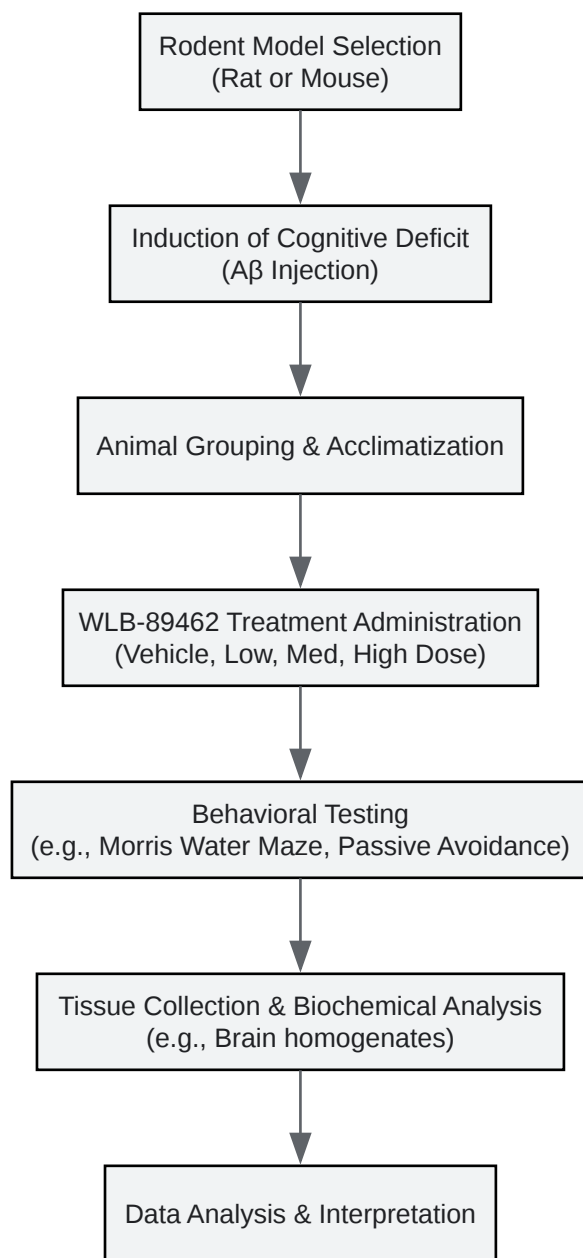 Rodent Model Selection
(Rat or Mouse)
Induction of Cognitive Deficit
(Aβ Injection)
Animal Grouping & Acclimatization
WLB-89462 Treatment Administration
(Vehicle, Low, Med, High Dose)
Behavioral Testing
(e.g., Morris Water Maze, Passive Avoidance)
Tissue Collection & Biochemical Analysis
(e.g., Brain homogenates)
Data Analysis & Interpretation